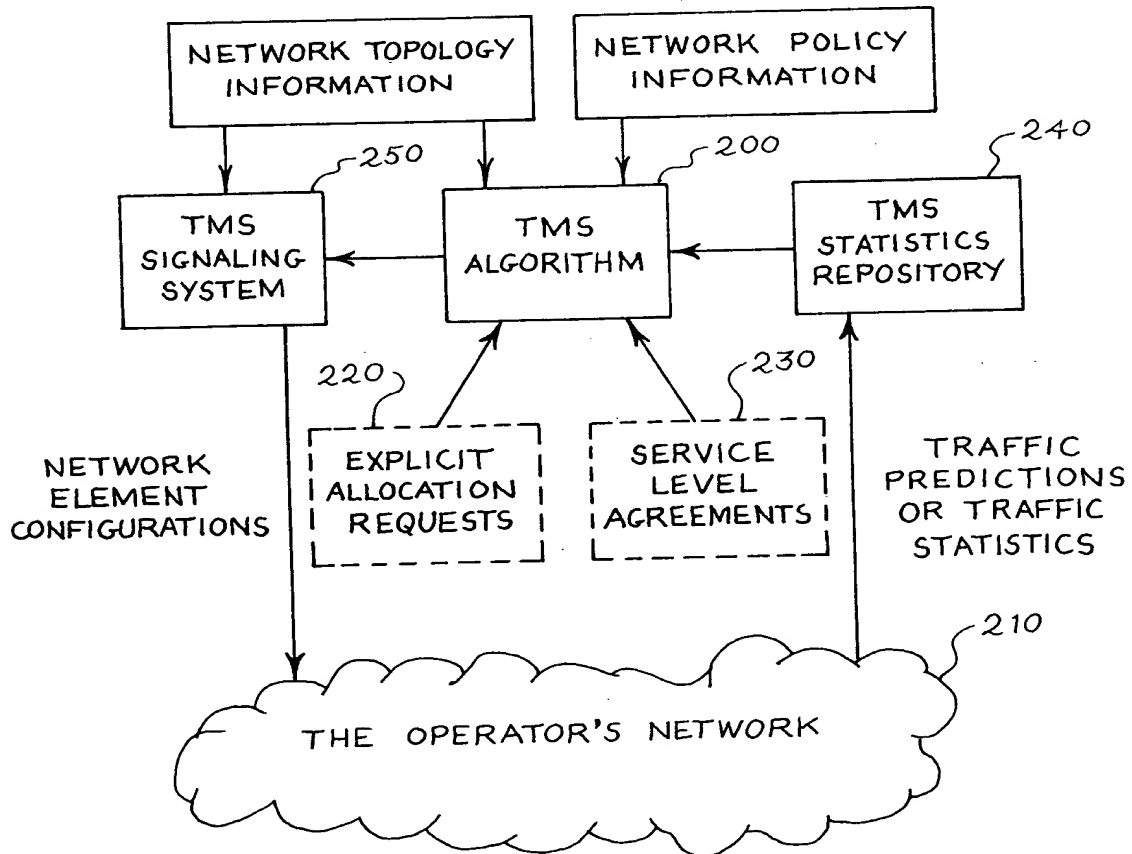 NETWORK TOPOLOGY
INFORMATION
NETWORK POLICY
INFORMATION
250
200
240
TMS
SIGNALING
SYSTEM
TMS
ALGORITHM
TMS
STATISTICS
REPOSITORY
220
230
NETWORK
ELEMENT
CONFIGURATIONS
EXPLICIT
ALLOCATION
REQUESTS
SERVICE
LEVEL
AGREEMENTS
TRAFFIC
PREDICTIONS
OR TRAFFIC
STATISTICS
210
THE OPERATOR'S NETWORK